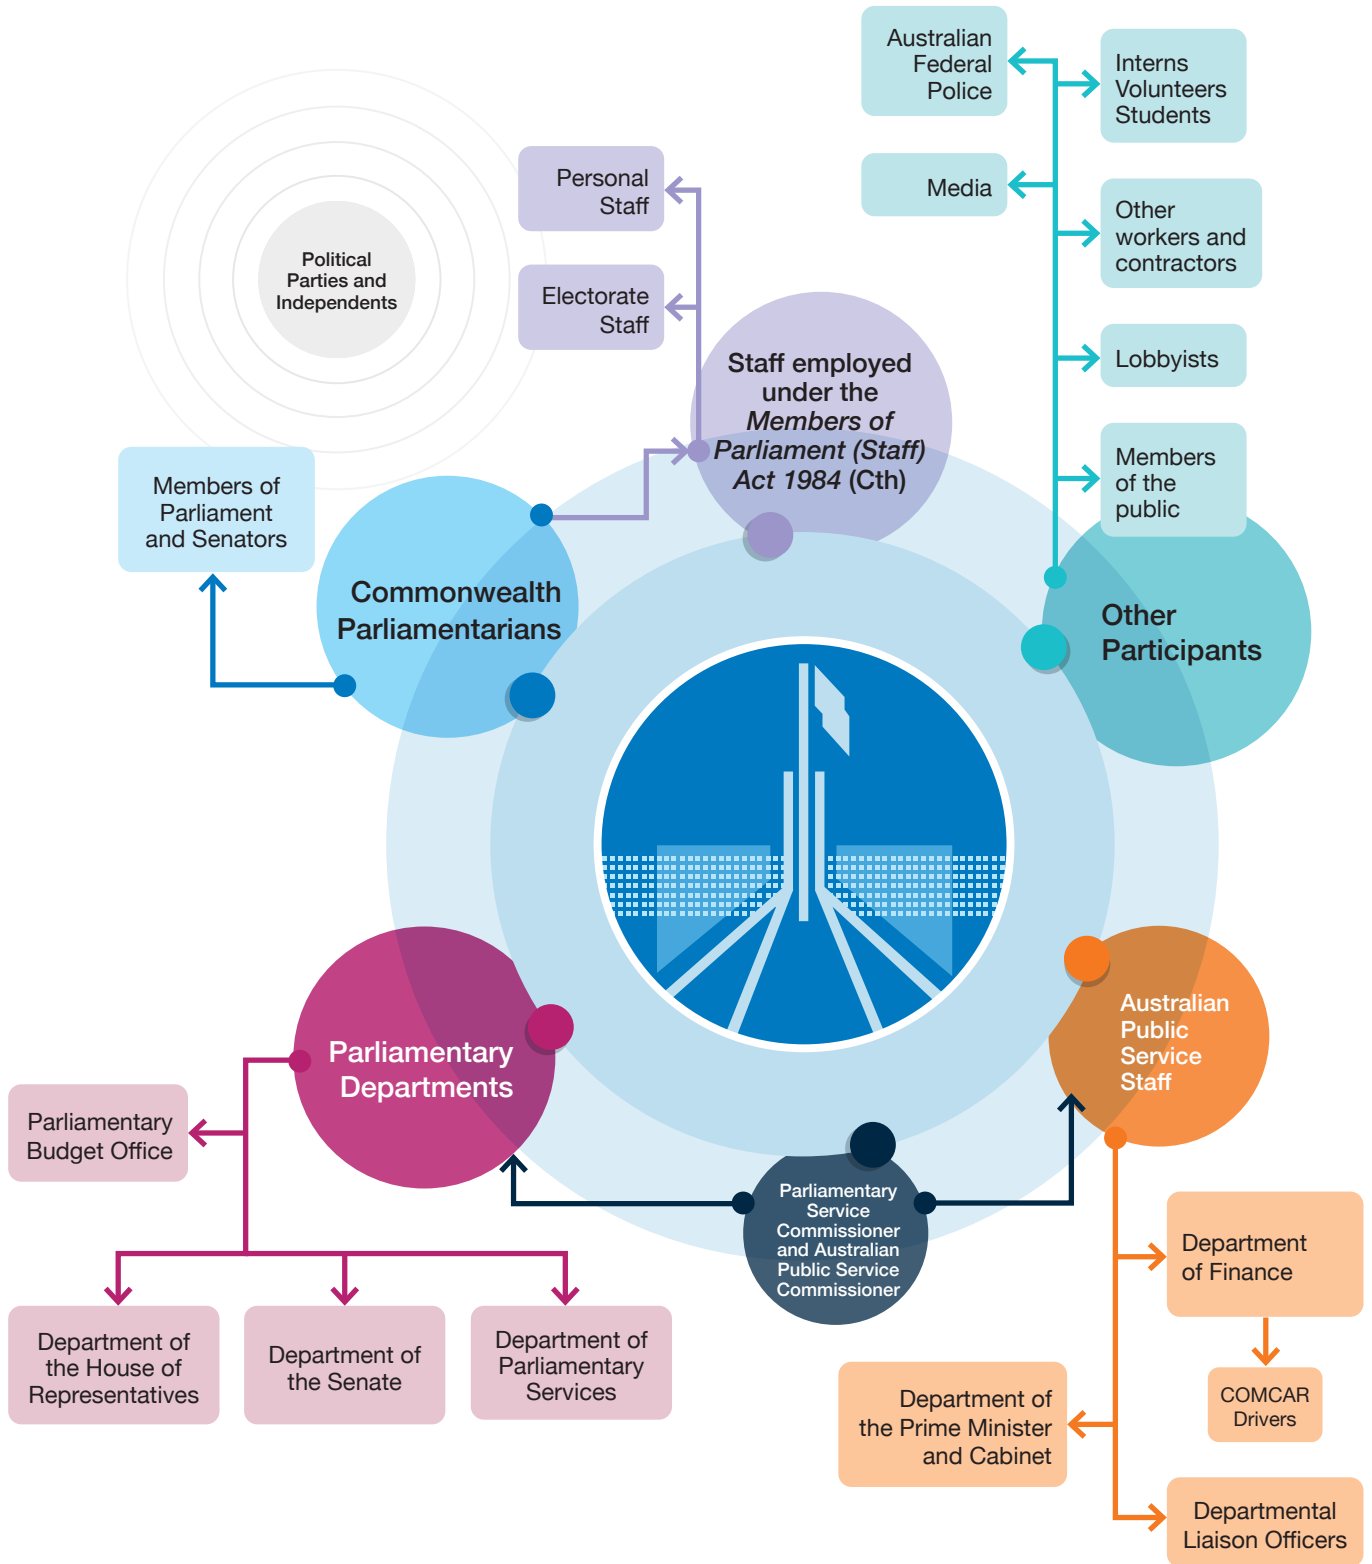 Australian
Federal
Police
Interns
Volunteers
Students
Media
Other
workers and
contractors
Lobbyists
Members
of the
public
Other
Participants
Personal
Staff
Electorate
Staff
Staff employed
under the
Members of
Parliament (Staff)
Act 1984 (Cth)
Political
Parties and
Independents
Members of
Parliament
and Senators
Commonwealth
Parliamentarians
Parliamentary
Departments
Parliamentary
Budget Office
Department of
the House of
Representatives
Department of
the Senate
Department of
Parliamentary
Services
Parliamentary
Service
Commissioner
and Australian
Public Service
Commissioner
Australian
Public
Service
Staff
Department
of Finance
COMCAR
Drivers
Department of
the Prime Minister
and Cabinet
Departmental
Liaison Officers